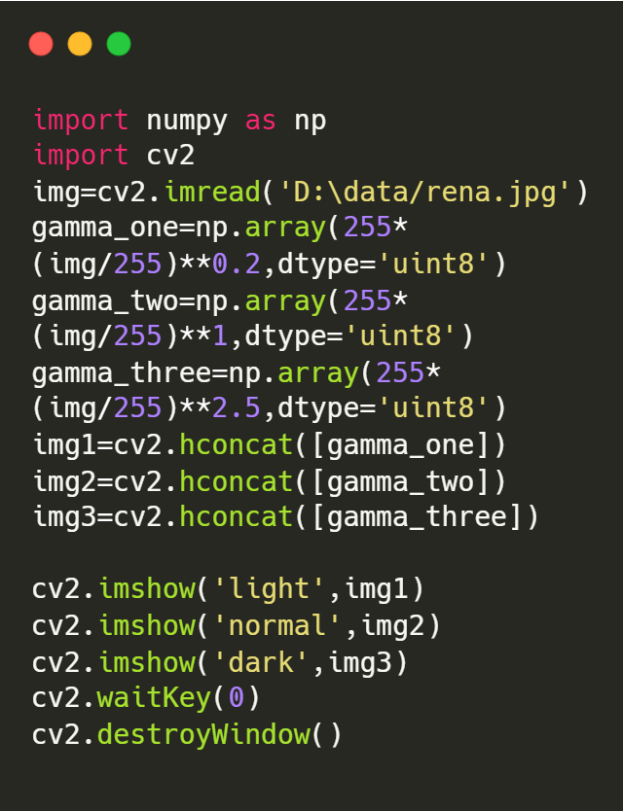 import numpy as np
import cv2
img=cv2.imread('D:\data/rena.jpg')
gamma_one=np.array(255*
(img/255)**0.2,dtype='uint8')
gamma_two=np.array(255*
(img/255)**1,dtype='uint8')
gamma_three=np.array(255*
(img/255)**2.5,dtype='uint8')
img1=cv2.hconcat([gamma_one])
img2=cv2.hconcat([gamma_two])
img3=cv2.hconcat([gamma_three])
cv2.imshow('light',img1)
cv2.imshow('normal',img2)
cv2.imshow('dark',img3)
cv2.waitKey(0)
cv2.destroyWindow()